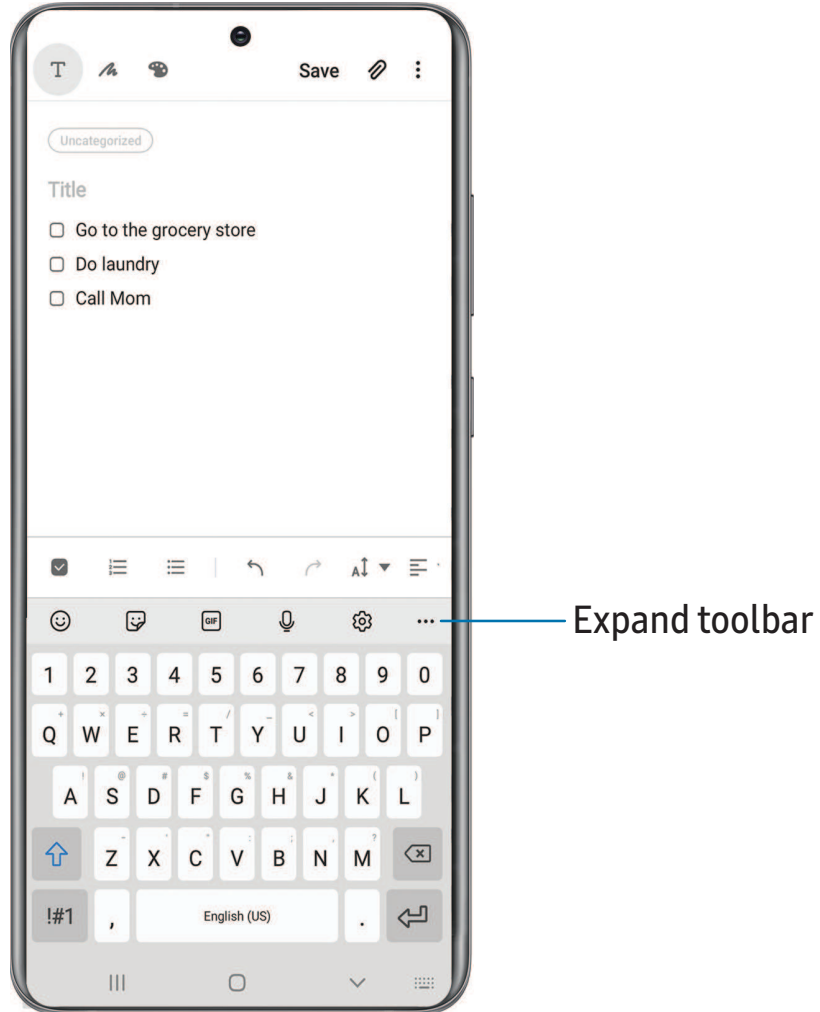 T
Save
Uncategorized
Title
Go to the grocery store
Do laundry
Call Mom
A
GIF
Expand toolbar
1 2 3 4 5 6 7 8 9 0
+ × ÷ = / _ < > [ ]
Q W E R T Y U I O P
! @ # $ % & * ( )
A S D F G H J K L
- ' " : ; , ?
Z X C V B N M
!#1 , English (US) .